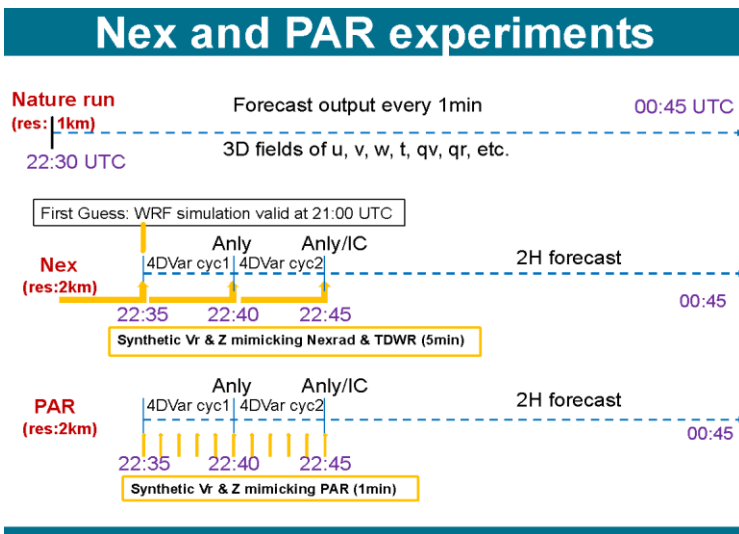 Nex and PAR experiments
Nature run
Forecast output every 1min
00:45 UTC
(res: 1km)
3D fields of u, v, w, t, qv, qr, etc.
22:30 UTC
First Guess: WRF simulation valid at 21:00 UTC
Anly
Anly/IC
Nex
4DVar cyc1
4DVar cyc2
2H forecast
(res:2km)
00:45
22:35
22:40
22:45
Synthetic Vr & Z mimicking Nexrad & TDWR (5min)
Anly
Anly/IC
PAR
4DVar cyc1
4DVar cyc2
2H forecast
(res:2km)
00:45
22:35
22:40
22:45
Synthetic Vr & Z mimicking PAR (1min)